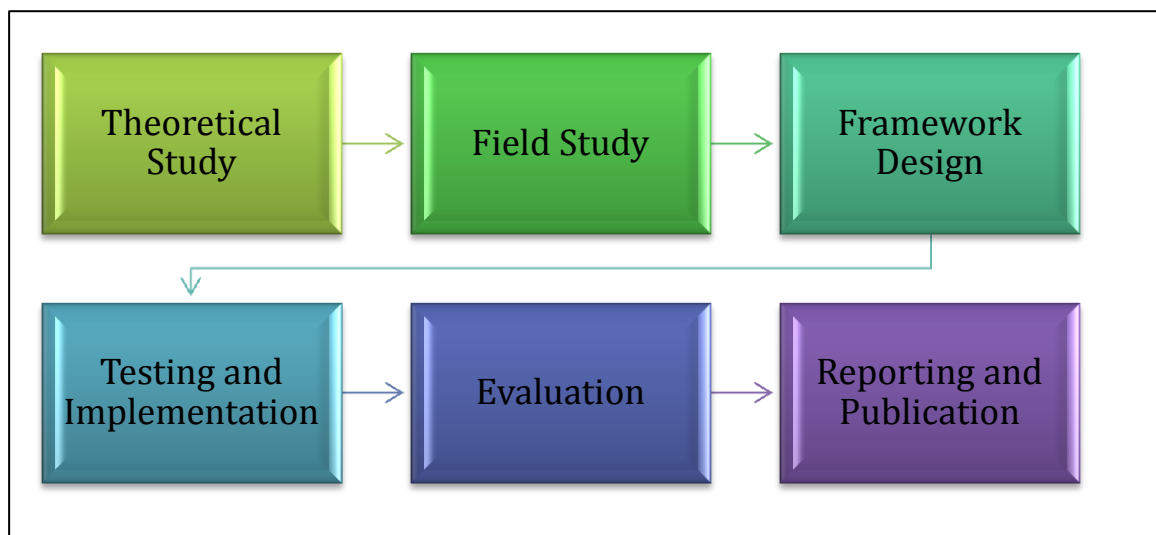 Theoretical
Study
Field Study
Framework
Design
Testing and
Implementation
Evaluation
Reporting and
Publication